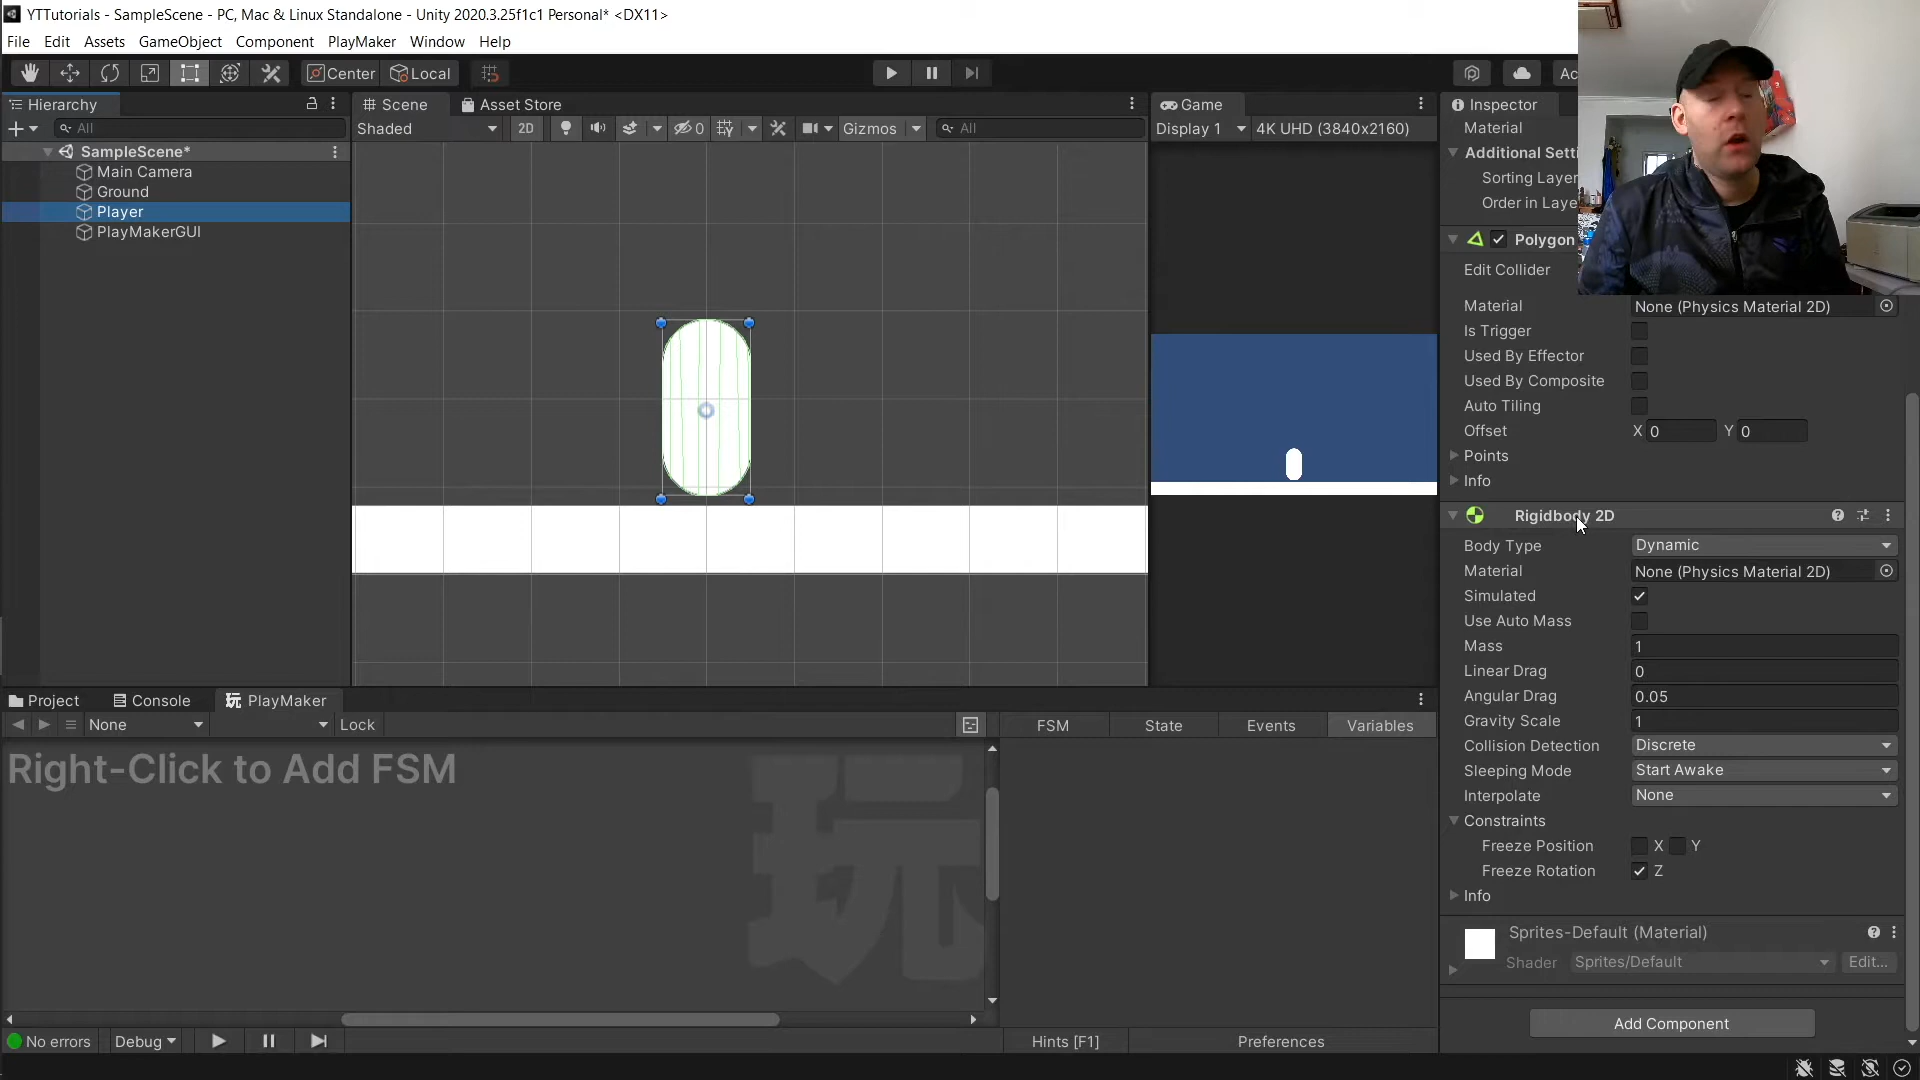 YTTutorials - SampleScene - PC, Mac & Linux Standalone - Unity 2020.3.25f1c1 Personal* <DX11>
File Edit Assets GameObject Component PlayMaker Window Help
Center Local
Hierarchy
All
SampleScene*
Main Camera
Ground
Player
PlayMakerGUI
Scene Asset Store
Shaded 2D 0 Gizmos All
Game
Display 1 4K UHD (3840x2160)
Inspector
Material
Additional Setti
Sorting Layer
Order in Laye
Polygon
Edit Collider
Material None (Physics Material 2D)
Is Trigger
Used By Effector
Used By Composite
Auto Tiling
Offset X 0 Y 0
Points
Info
Rigidbody 2D
Body Type Dynamic
Material None (Physics Material 2D)
Simulated
Use Auto Mass
Mass 1
Linear Drag 0
Angular Drag 0.05
Gravity Scale 1
Collision Detection Discrete
Sleeping Mode Start Awake
Interpolate None
Constraints
Freeze Position X Y
Freeze Rotation Z
Info
Sprites-Default (Material)
Shader Sprites/Default Edit...
Add Component
Project Console 玩 PlayMaker
None Lock
FSM State Events Variables
Right-Click to Add FSM
玩
No errors Debug
Hints [F1] Preferences